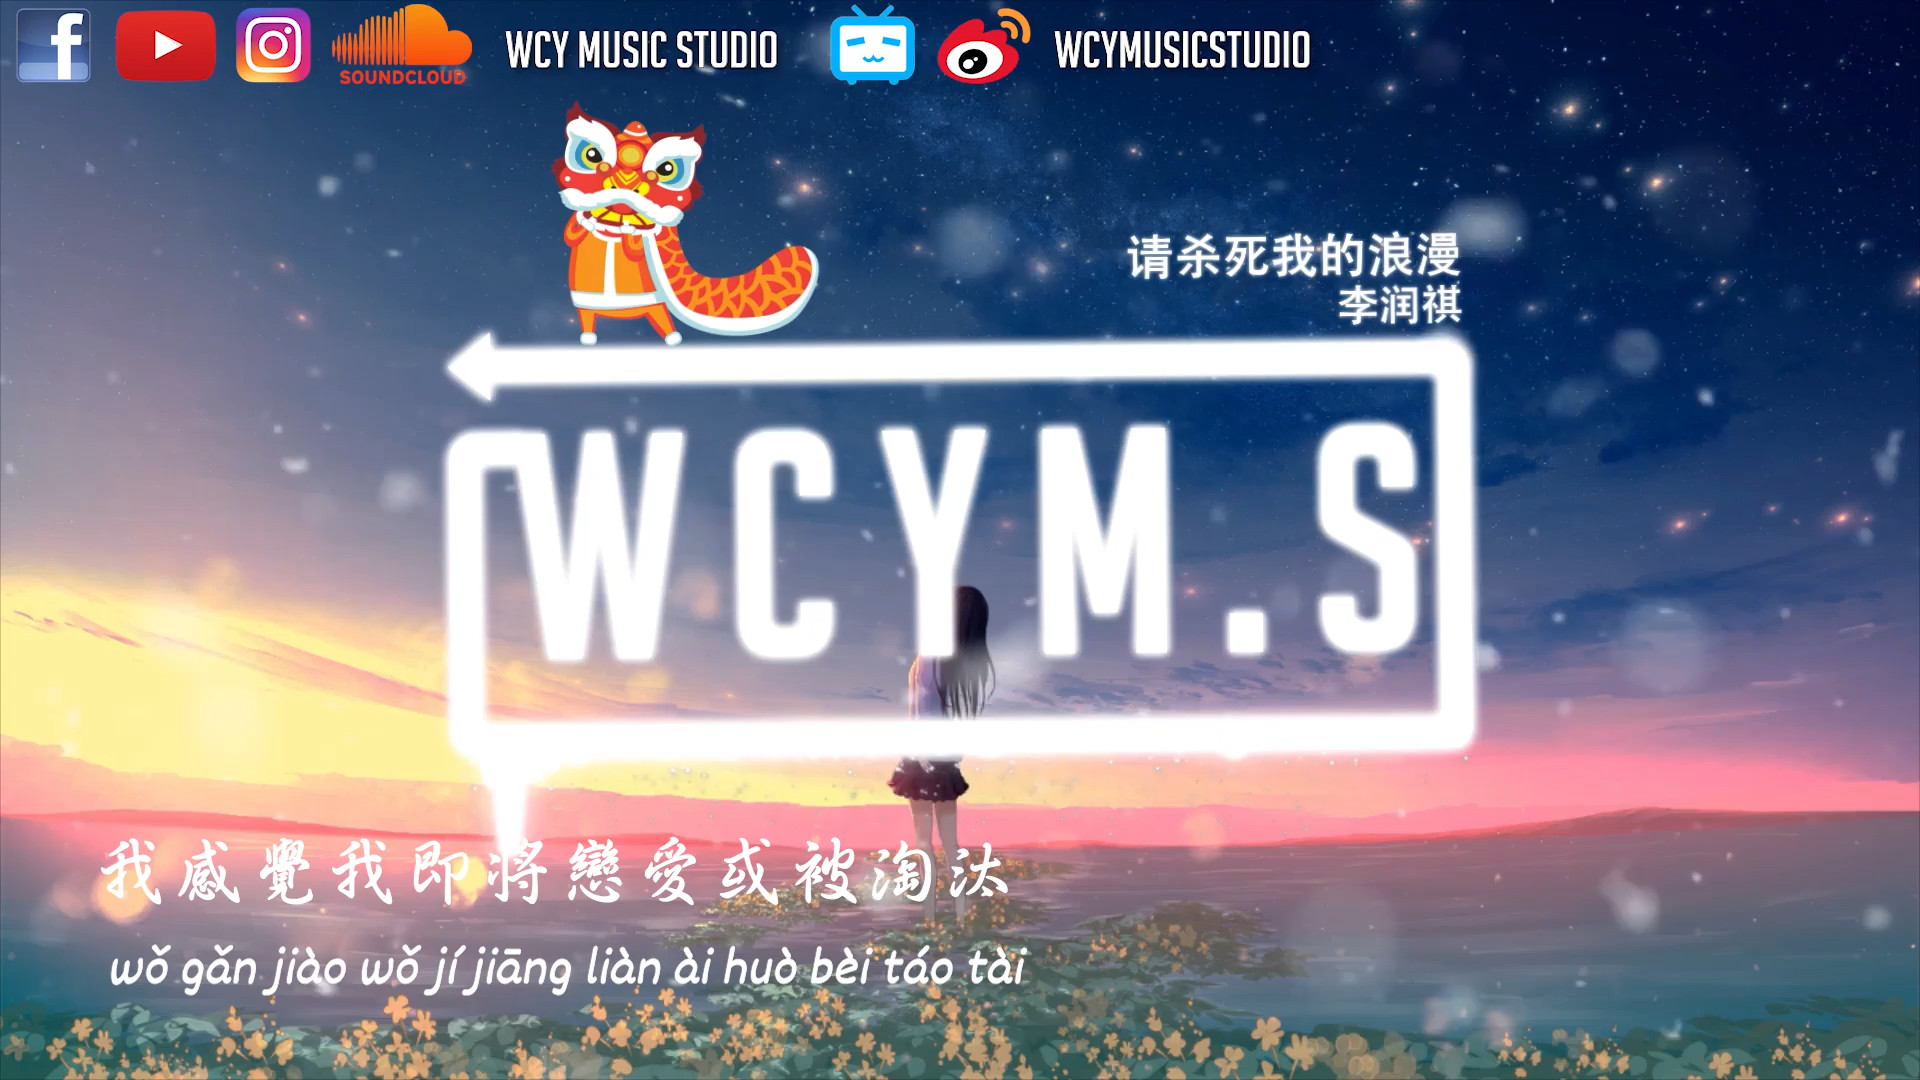 SOUNDCLOUD
WCY MUSIC STUDIO
WCYMUSICSTUDIO
请杀死我的浪漫
李润祺
WCYM.S
我感覺我即將戀愛或被淘汰
wǒ gǎn jiào wǒ jí jiāng liàn ài huò bèi táo tài